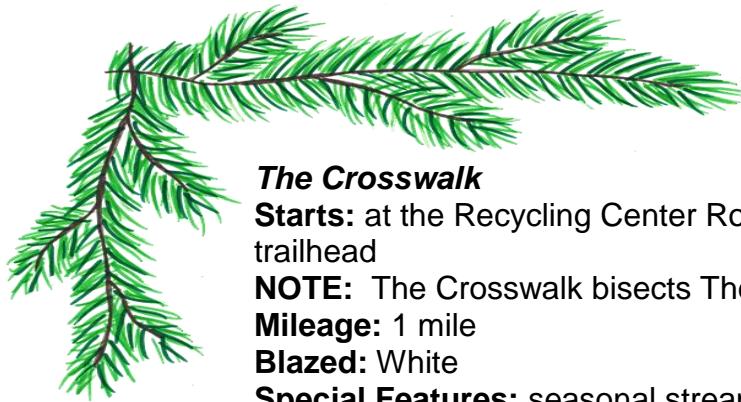 The Crosswalk
Starts: at the Recycling Center
trailhead
NOTE: The Crosswalk bisects
Mileage: 1 mile
Blazed: White
Special Features: seasonal